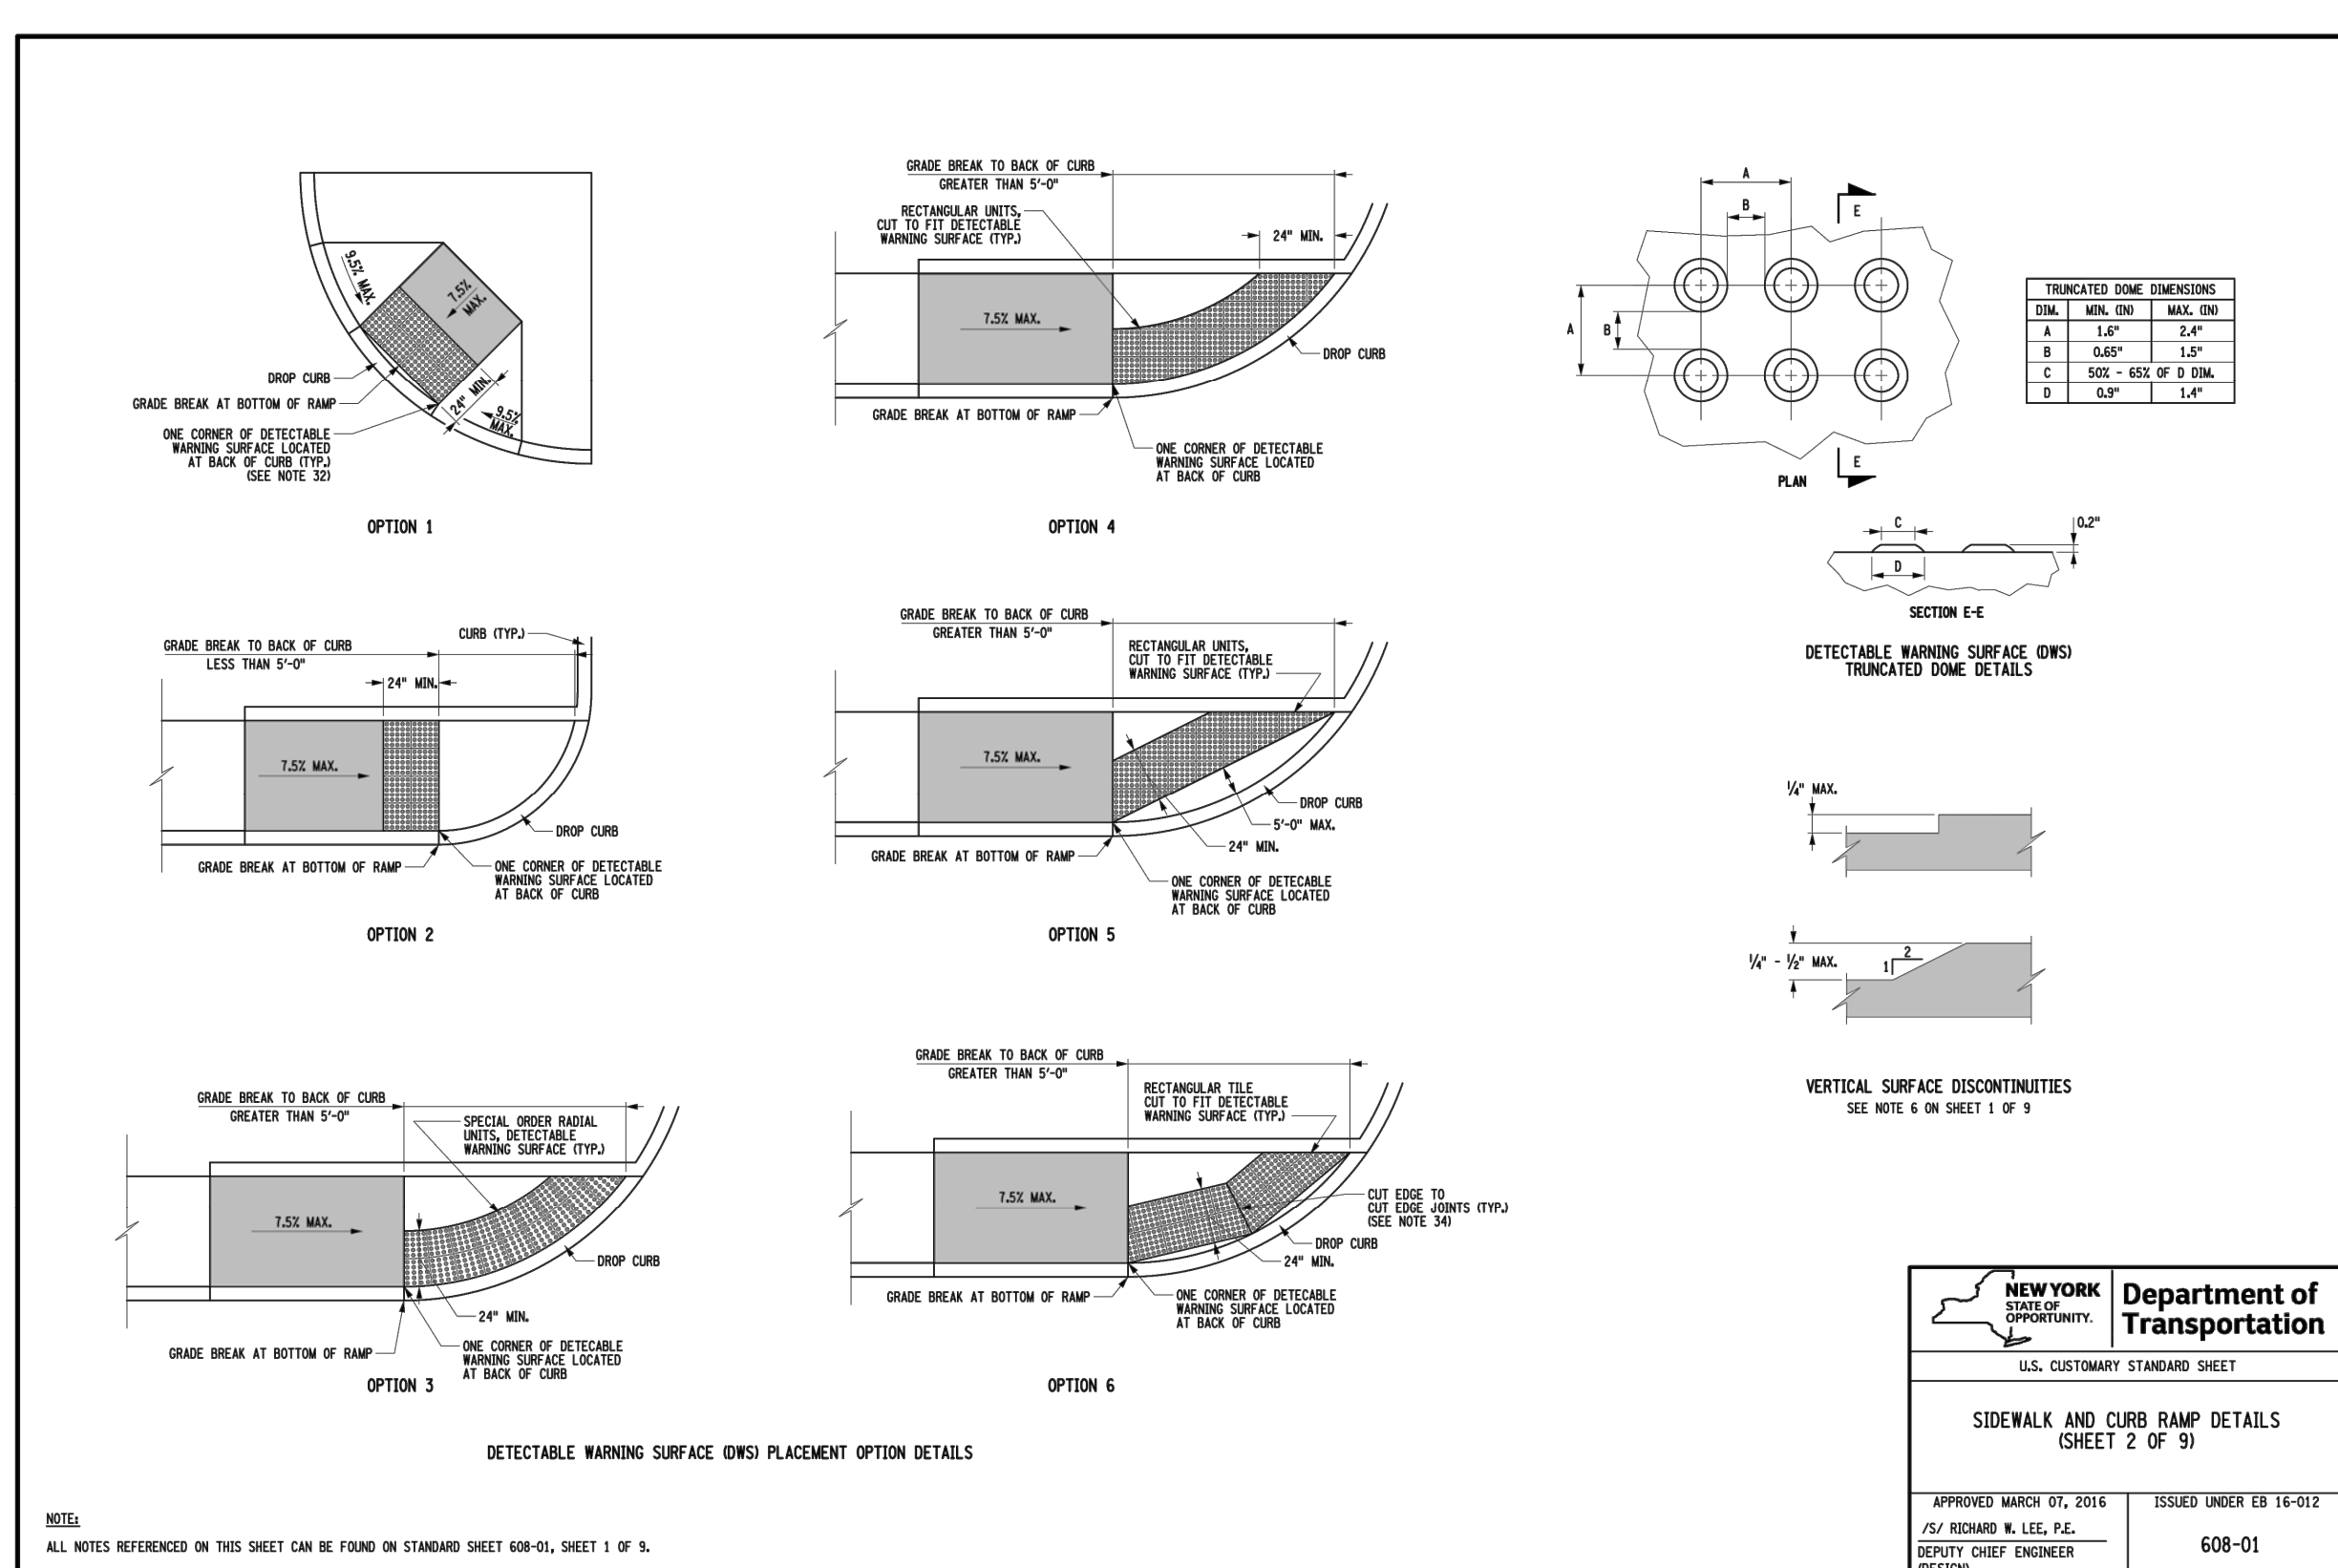 9.5% MAX.
7.5%
MAX.
DROP CURB
GRADE BREAK AT BOTTOM OF RAMP
24" MIN.
9.5%
MAX.
ONE CORNER OF DETECTABLE
WARNING SURFACE LOCATED
AT BACK OF CURB (TYP.)
(SEE NOTE 32)
OPTION 1
GRADE BREAK TO BACK OF CURB
LESS THAN 5'-0"
CURB (TYP.)
24" MIN.
7.5% MAX.
DROP CURB
GRADE BREAK AT BOTTOM OF RAMP
ONE CORNER OF DETECTABLE
WARNING SURFACE LOCATED
AT BACK OF CURB
OPTION 2
GRADE BREAK TO BACK OF CURB
GREATER THAN 5'-0"
SPECIAL ORDER RADIAL
UNITS, DETECTABLE
WARNING SURFACE (TYP.)
7.5% MAX.
DROP CURB
24" MIN.
GRADE BREAK AT BOTTOM OF RAMP
ONE CORNER OF DETECABLE
WARNING SURFACE LOCATED
AT BACK OF CURB
OPTION 3
GRADE BREAK TO BACK OF CURB
GREATER THAN 5'-0"
RECTANGULAR UNITS,
CUT TO FIT DETECTABLE
WARNING SURFACE (TYP.)
24" MIN.
7.5% MAX.
DROP CURB
GRADE BREAK AT BOTTOM OF RAMP
ONE CORNER OF DETECTABLE
WARNING SURFACE LOCATED
AT BACK OF CURB
OPTION 4
GRADE BREAK TO BACK OF CURB
GREATER THAN 5'-0"
RECTANGULAR UNITS,
CUT TO FIT DETECTABLE
WARNING SURFACE (TYP.)
7.5% MAX.
DROP CURB
5'-0" MAX.
24" MIN.
GRADE BREAK AT BOTTOM OF RAMP
ONE CORNER OF DETECABLE
WARNING SURFACE LOCATED
AT BACK OF CURB
OPTION 5
GRADE BREAK TO BACK OF CURB
GREATER THAN 5'-0"
RECTANGULAR TILE
CUT TO FIT DETECTABLE
WARNING SURFACE (TYP.)
7.5% MAX.
CUT EDGE TO
CUT EDGE JOINTS (TYP.)
(SEE NOTE 34)
DROP CURB
24" MIN.
GRADE BREAK AT BOTTOM OF RAMP
ONE CORNER OF DETECABLE
WARNING SURFACE LOCATED
AT BACK OF CURB
OPTION 6
DETECTABLE WARNING SURFACE (DWS) PLACEMENT OPTION DETAILS
A
B
E
A
B
E
PLAN
TRUNCATED DOME DIMENSIONS
DIM. MIN. (IN) MAX. (IN)
A 1.6" 2.4"
B 0.65" 1.5"
C 50% - 65% OF D DIM.
D 0.9" 1.4"
C
0.2"
D
SECTION E-E
DETECTABLE WARNING SURFACE (DWS)
TRUNCATED DOME DETAILS
1/4" MAX.
1/4" - 1/2" MAX.
2
1
VERTICAL SURFACE DISCONTINUITIES
SEE NOTE 6 ON SHEET 1 OF 9
NEW YORK
STATE OF
OPPORTUNITY.
Department of
Transportation
U.S. CUSTOMARY STANDARD SHEET
SIDEWALK AND CURB RAMP DETAILS
(SHEET 2 OF 9)
APPROVED MARCH 07, 2016
ISSUED UNDER EB 16-012
/S/ RICHARD W. LEE, P.E.
DEPUTY CHIEF ENGINEER
(DESIGN)
608-01
NOTE:
ALL NOTES REFERENCED ON THIS SHEET CAN BE FOUND ON STANDARD SHEET 608-01, SHEET 1 OF 9.